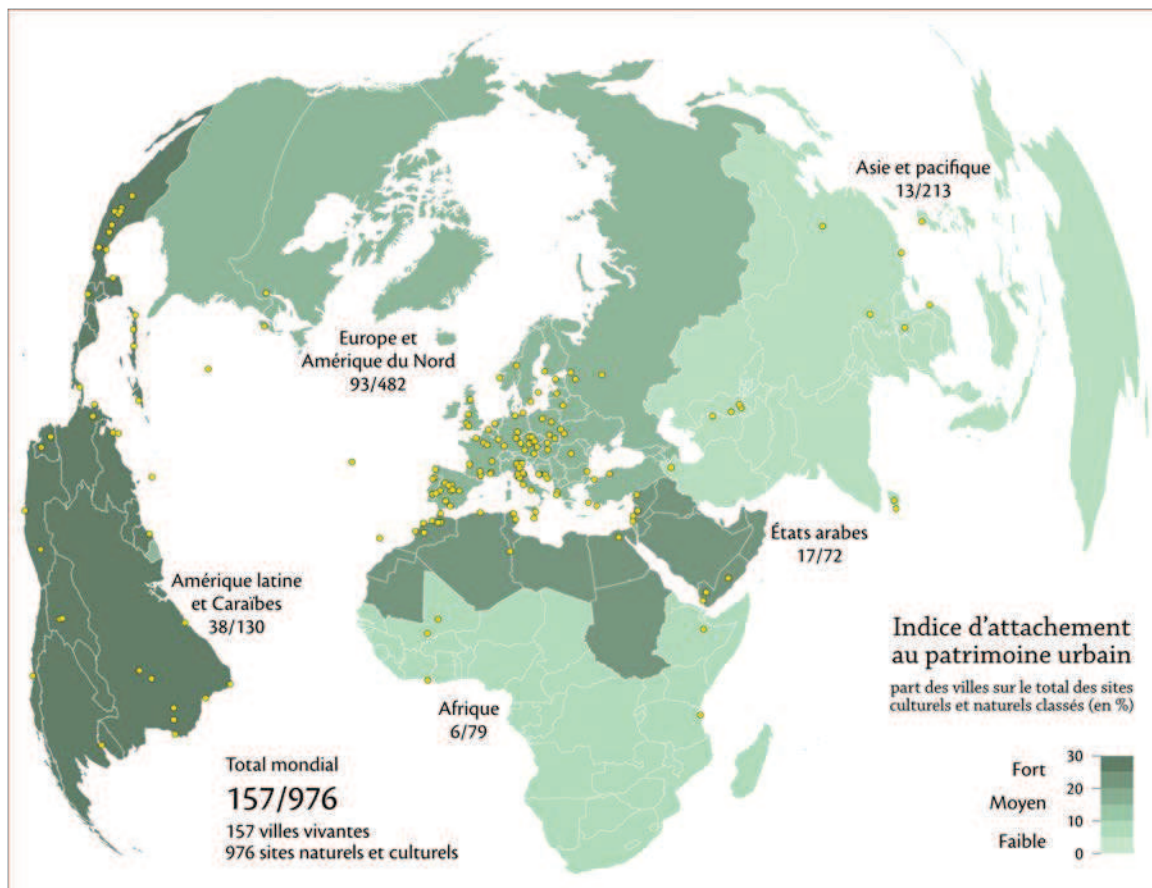 Asie et pacifique
13/213
Europe et
Amérique du Nord
93/482
États arabes
17/72
Amérique latine
et Caraïbes
38/130
Afrique
6/79
Total mondial
157/976
157 villes vivantes
976 sites naturels et culturels
Indice d'attachement
au patrimoine urbain
part des villes sur le total des sites
culturels et naturels classés (en %)
Fort
Moyen
Faible
30
20
10
0